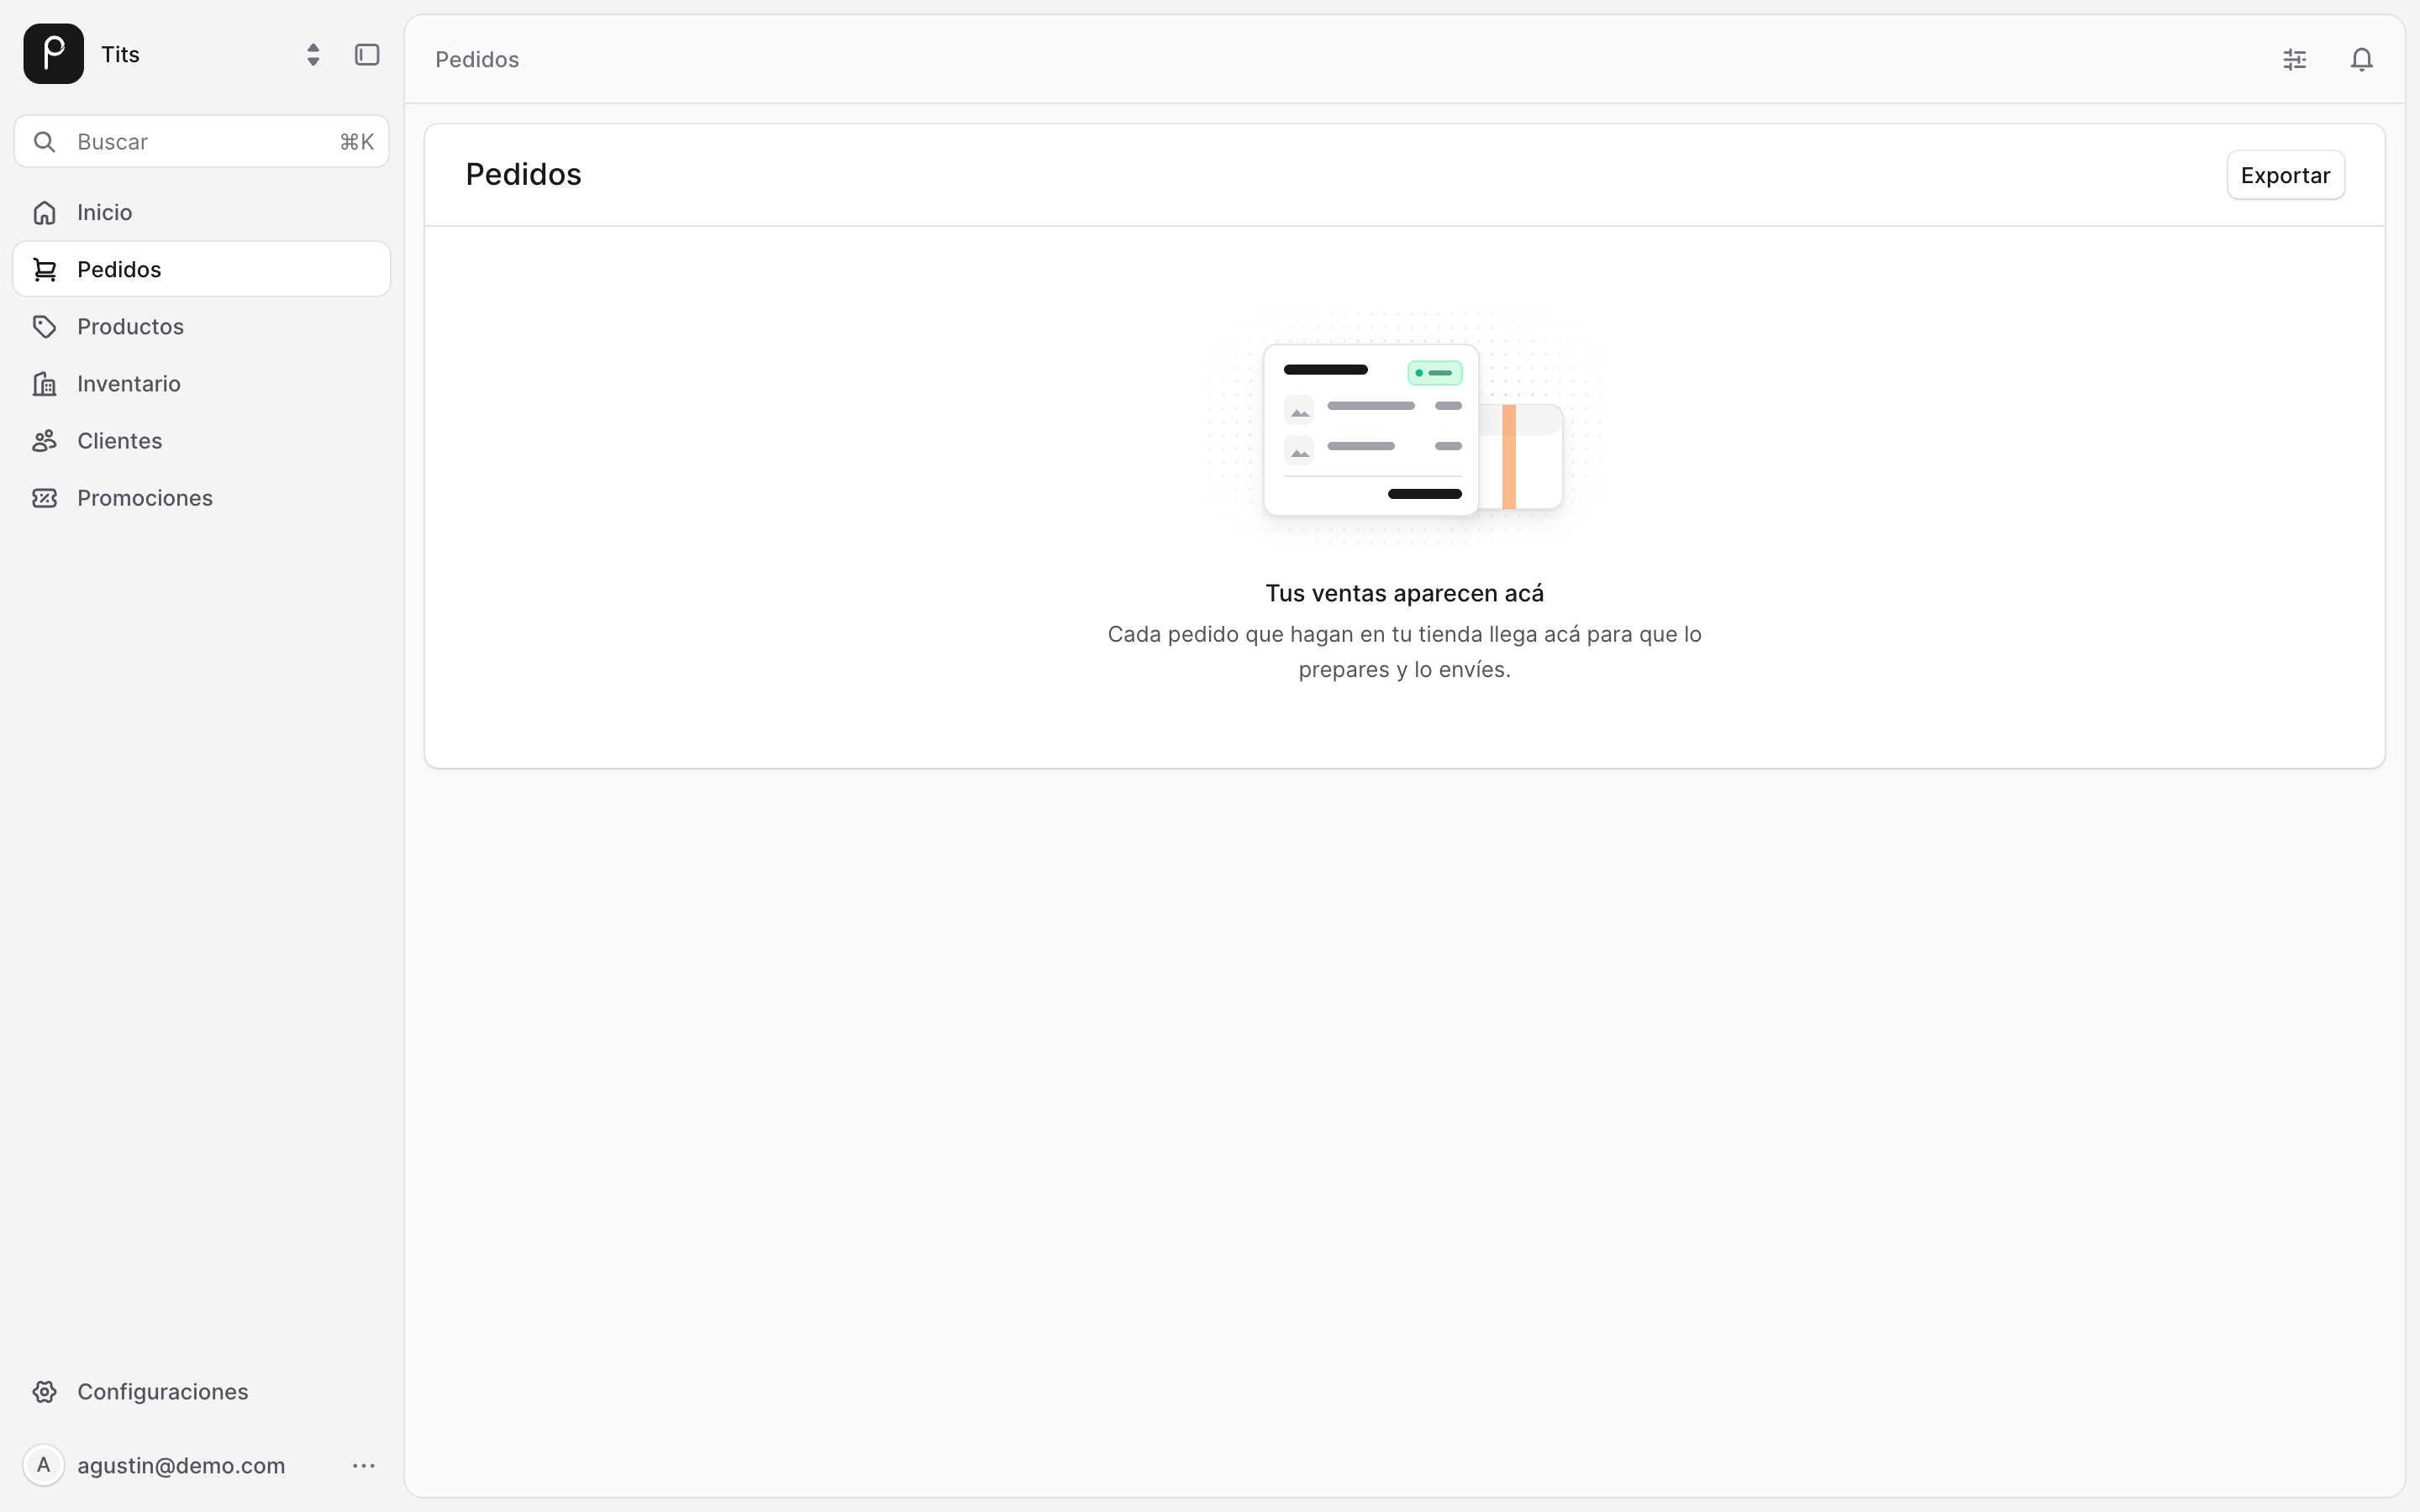 Tits
Buscar ⌘K
Inicio
Pedidos
Productos
Inventario
Clientes
Promociones
Configuraciones
A agustin@demo.com
Pedidos
Pedidos
Exportar
Tus ventas aparecen acá
Cada pedido que hagan en tu tienda llega acá para que lo
prepares y lo envíes.